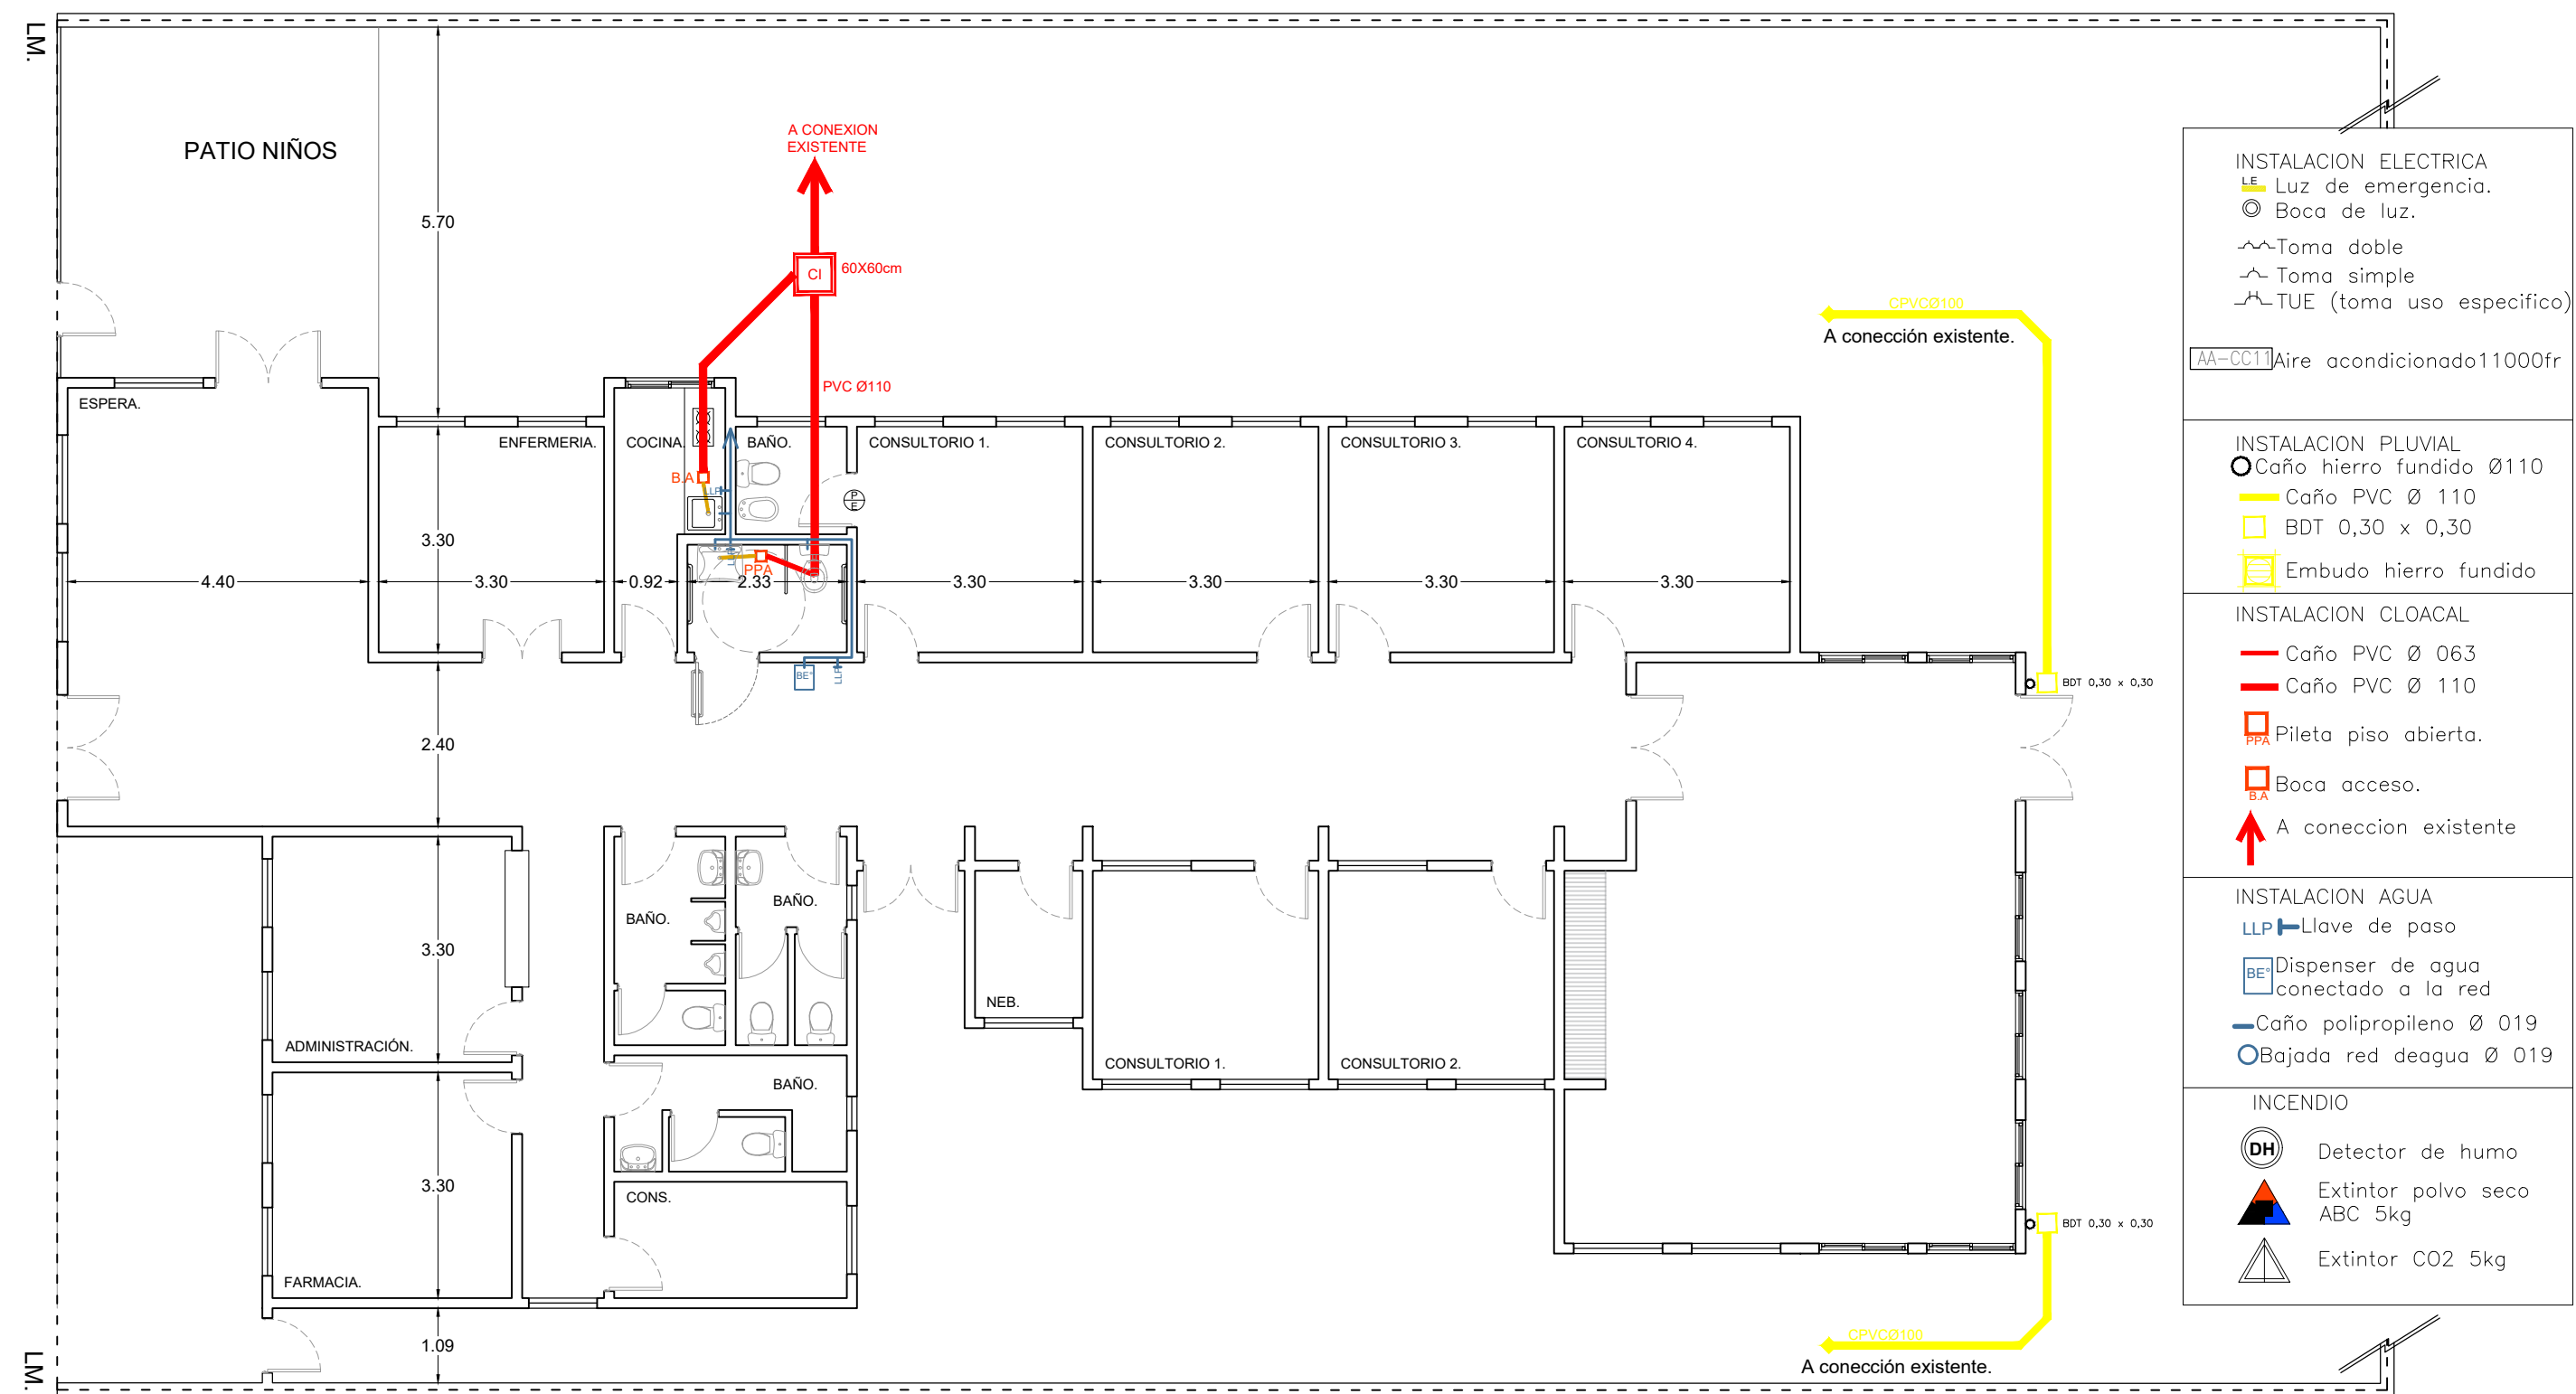 LM.
PATIO NIÑOS
5.70
A CONEXION
EXISTENTE
CI
60X60cm
PVC Ø110
CPVCØ100
A conección existente.
ESPERA.
ENFERMERIA.
COCINA.
BAÑO.
CONSULTORIO 1.
CONSULTORIO 2.
CONSULTORIO 3.
CONSULTORIO 4.
B.A
LLP
P
E
3.30
LLP
PPA
4.40
3.30
0.92
2.33
3.30
3.30
3.30
3.30
BE°
LLP
BDT 0,30 x 0,30
2.40
BAÑO.
BAÑO.
3.30
NEB.
ADMINISTRACIÓN.
CONSULTORIO 1.
CONSULTORIO 2.
BAÑO.
3.30
CONS.
FARMACIA.
BDT 0,30 x 0,30
1.09
CPVCØ100
A conección existente.
LM.
INSTALACION ELECTRICA
L.E
Luz de emergencia.
Boca de luz.
Toma doble
Toma simple
TUE (toma uso especifico)
AA-CC11 Aire acondicionado11000fr
INSTALACION PLUVIAL
Caño hierro fundido Ø110
Caño PVC Ø 110
BDT 0,30 x 0,30
Embudo hierro fundido
INSTALACION CLOACAL
Caño PVC Ø 063
Caño PVC Ø 110
PPA Pileta piso abierta.
B.A Boca acceso.
A coneccion existente
INSTALACION AGUA
LLP Llave de paso
BE° Dispenser de agua
conectado a la red
Caño polipropileno Ø 019
Bajada red deagua Ø 019
INCENDIO
DH Detector de humo
Extintor polvo seco
ABC 5kg
Extintor CO2 5kg